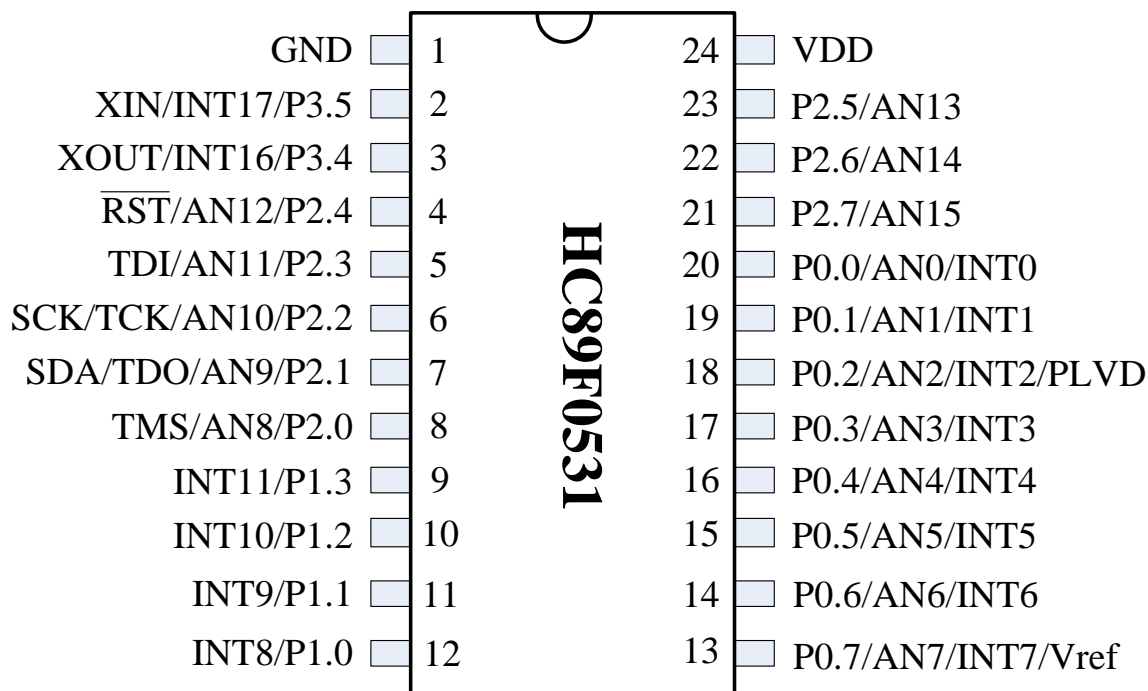 GND 1 24 VDD
XIN/INT17/P3.5 2 23 P2.5/AN13
XOUT/INT16/P3.4 3 22 P2.6/AN14
R̅S̅T̅/AN12/P2.4 4 21 P2.7/AN15
TDI/AN11/P2.3 5 20 P0.0/AN0/INT0
SCK/TCK/AN10/P2.2 6 19 P0.1/AN1/INT1
SDA/TDO/AN9/P2.1 7 18 P0.2/AN2/INT2/PLVD
TMS/AN8/P2.0 8 17 P0.3/AN3/INT3
INT11/P1.3 9 16 P0.4/AN4/INT4
INT10/P1.2 10 15 P0.5/AN5/INT5
INT9/P1.1 11 14 P0.6/AN6/INT6
INT8/P1.0 12 13 P0.7/AN7/INT7/Vref
HC89F0531